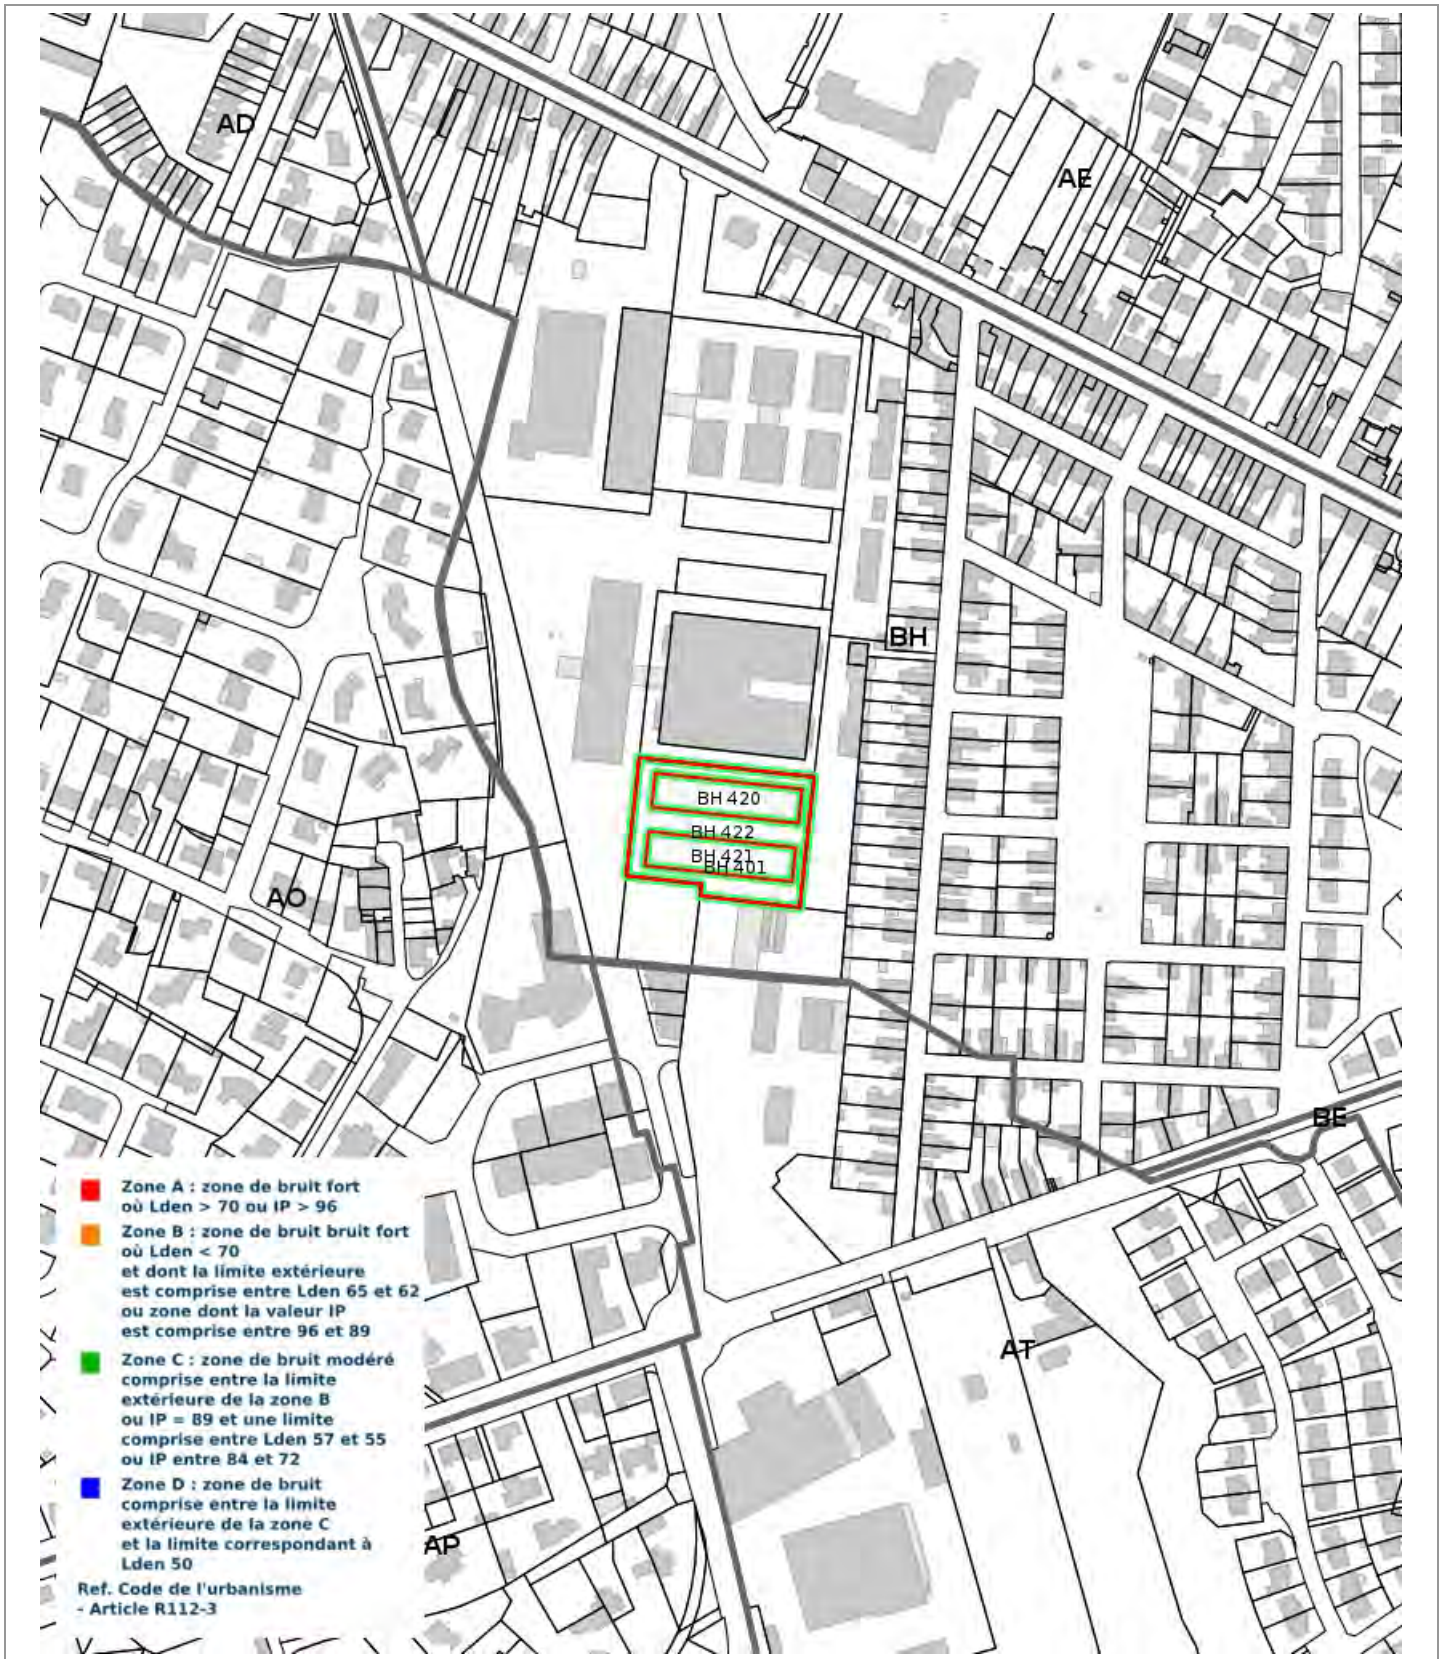 AD
AE
BH
BH 420
BH 422
BH 421
BH 401
AO
BE
AT
AP
Zone A : zone de bruit fort
où Lden > 70 ou IP > 96
Zone B : zone de bruit bruit fort
où Lden < 70
et dont la limite extérieure
est comprise entre Lden 65 et 62
ou zone dont la valeur IP
est comprise entre 96 et 89
Zone C : zone de bruit modéré
comprise entre la limite
extérieure de la zone B
ou IP = 89 et une limite
comprise entre Lden 57 et 55
ou IP entre 84 et 72
Zone D : zone de bruit
comprise entre la limite
extérieure de la zone C
et la limite correspondant à
Lden 50
Ref. Code de l'urbanisme
- Article R112-3